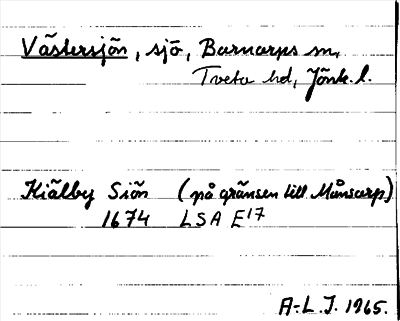 Västersjön, sjö, Barnarps sn,
Tveta hd, Jönk. l.
Kiälby Siön (på gränsen till Månsarp)
1674 LSA E17
A.-L. J. 1965.